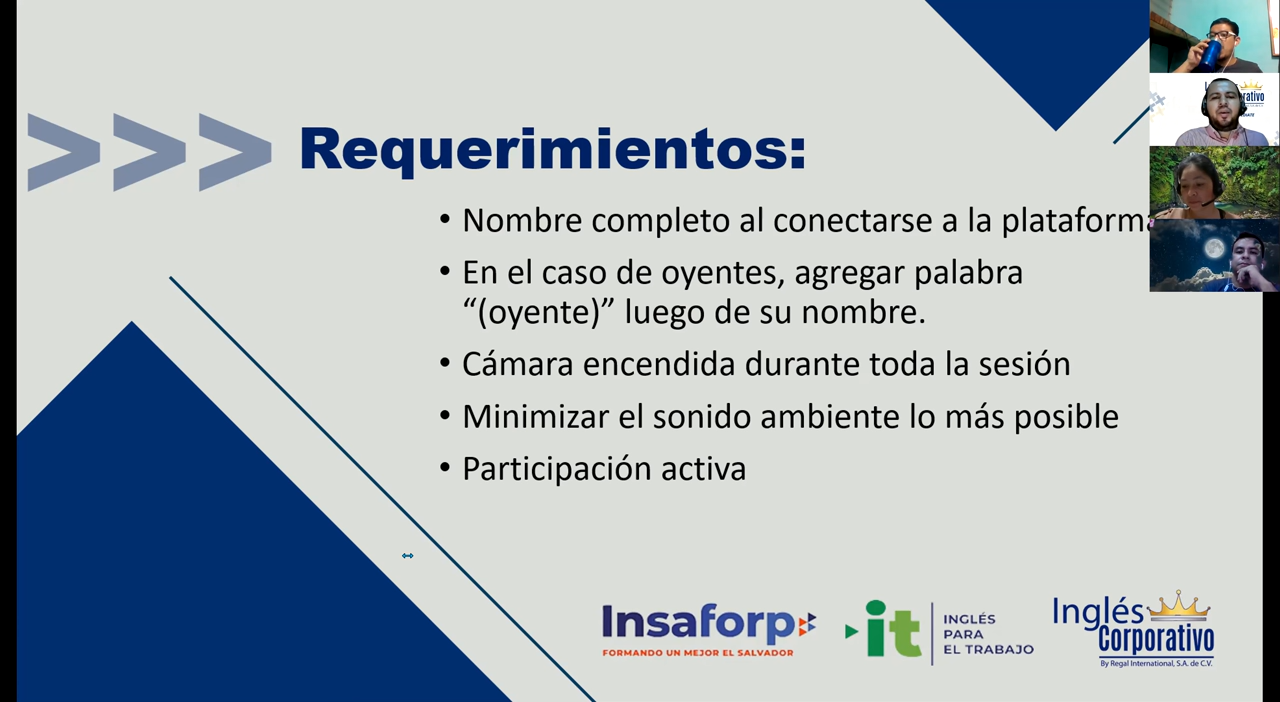 >>> Requerimientos:
• Nombre completo al conectarse a la plataforma
• En el caso de oyentes, agregar palabra
“(oyente)” luego de su nombre.
• Cámara encendida durante toda la sesión
• Minimizar el sonido ambiente lo más posible
• Participación activa
Insaforp
FORMANDO UN MEJOR EL SALVADOR
it
INGLÉS
PARA
EL TRABAJO
Inglés
Corporativo
By Regal International, S.A. de C.V.